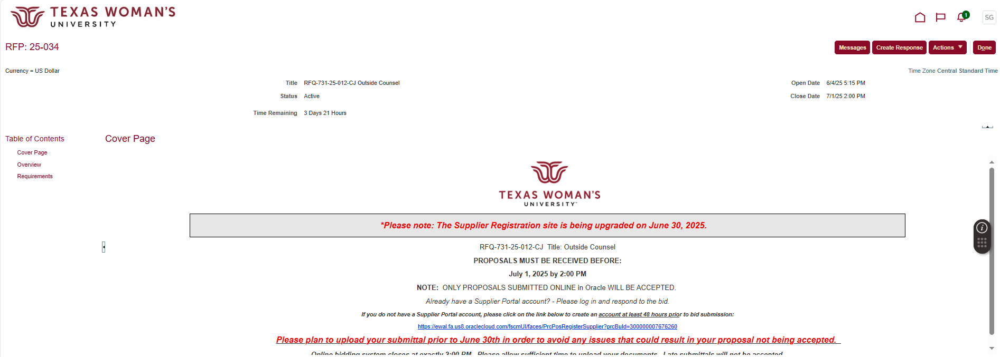 TEXAS WOMAN'S
UNIVERSITY
1
SG
RFP: 25-034
Messages
Create Response
Actions
Done
Currency = US Dollar
Time Zone Central Standard Time
Title RFQ-731-25-012-CJ Outside Counsel
Open Date 6/4/25 5:15 PM
Status Active
Close Date 7/1/25 2:00 PM
Time Remaining 3 Days 21 Hours
Table of Contents
Cover Page
Overview
Requirements
Cover Page
TEXAS WOMAN'S
UNIVERSITY™
*Please note: The Supplier Registration site is being upgraded on June 30, 2025.
RFQ-731-25-012-CJ Title: Outside Counsel
PROPOSALS MUST BE RECEIVED BEFORE:
July 1, 2025 by 2:00 PM
NOTE: ONLY PROPOSALS SUBMITTED ONLINE in Oracle WILL BE ACCEPTED.
Already have a Supplier Portal account? - Please log in and respond to the bid.
If you do not have a Supplier Portal account, please click on the link below to create an account at least 48 hours prior to bid submission:
https://ewal.fa.us8.oraclecloud.com/fscmUI/faces/PrcPosRegisterSupplier?prcBuId=300000007676260
Please plan to upload your submittal prior to June 30th in order to avoid any issues that could result in your proposal not being accepted.
Online bidding system closes at exactly 2:00 PM. Please allow sufficient time to upload your documents. Late submittals will not be accepted.